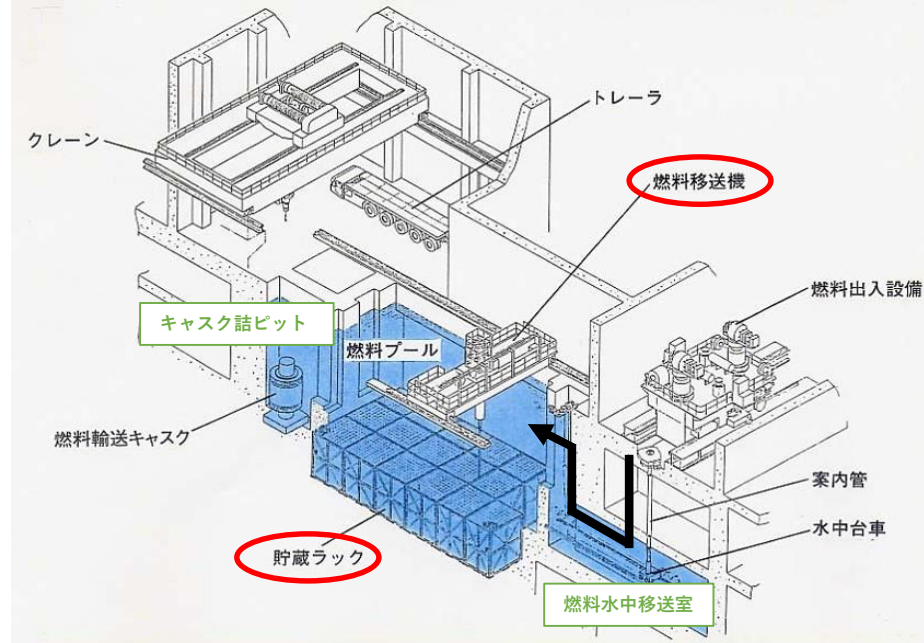 トレーラ
クレーン
燃料移送機
燃料出入設備
キャスク詰ピット
燃料プール
燃料輸送キャスク
案内管
水中台車
貯蔵ラック
燃料水中移送室